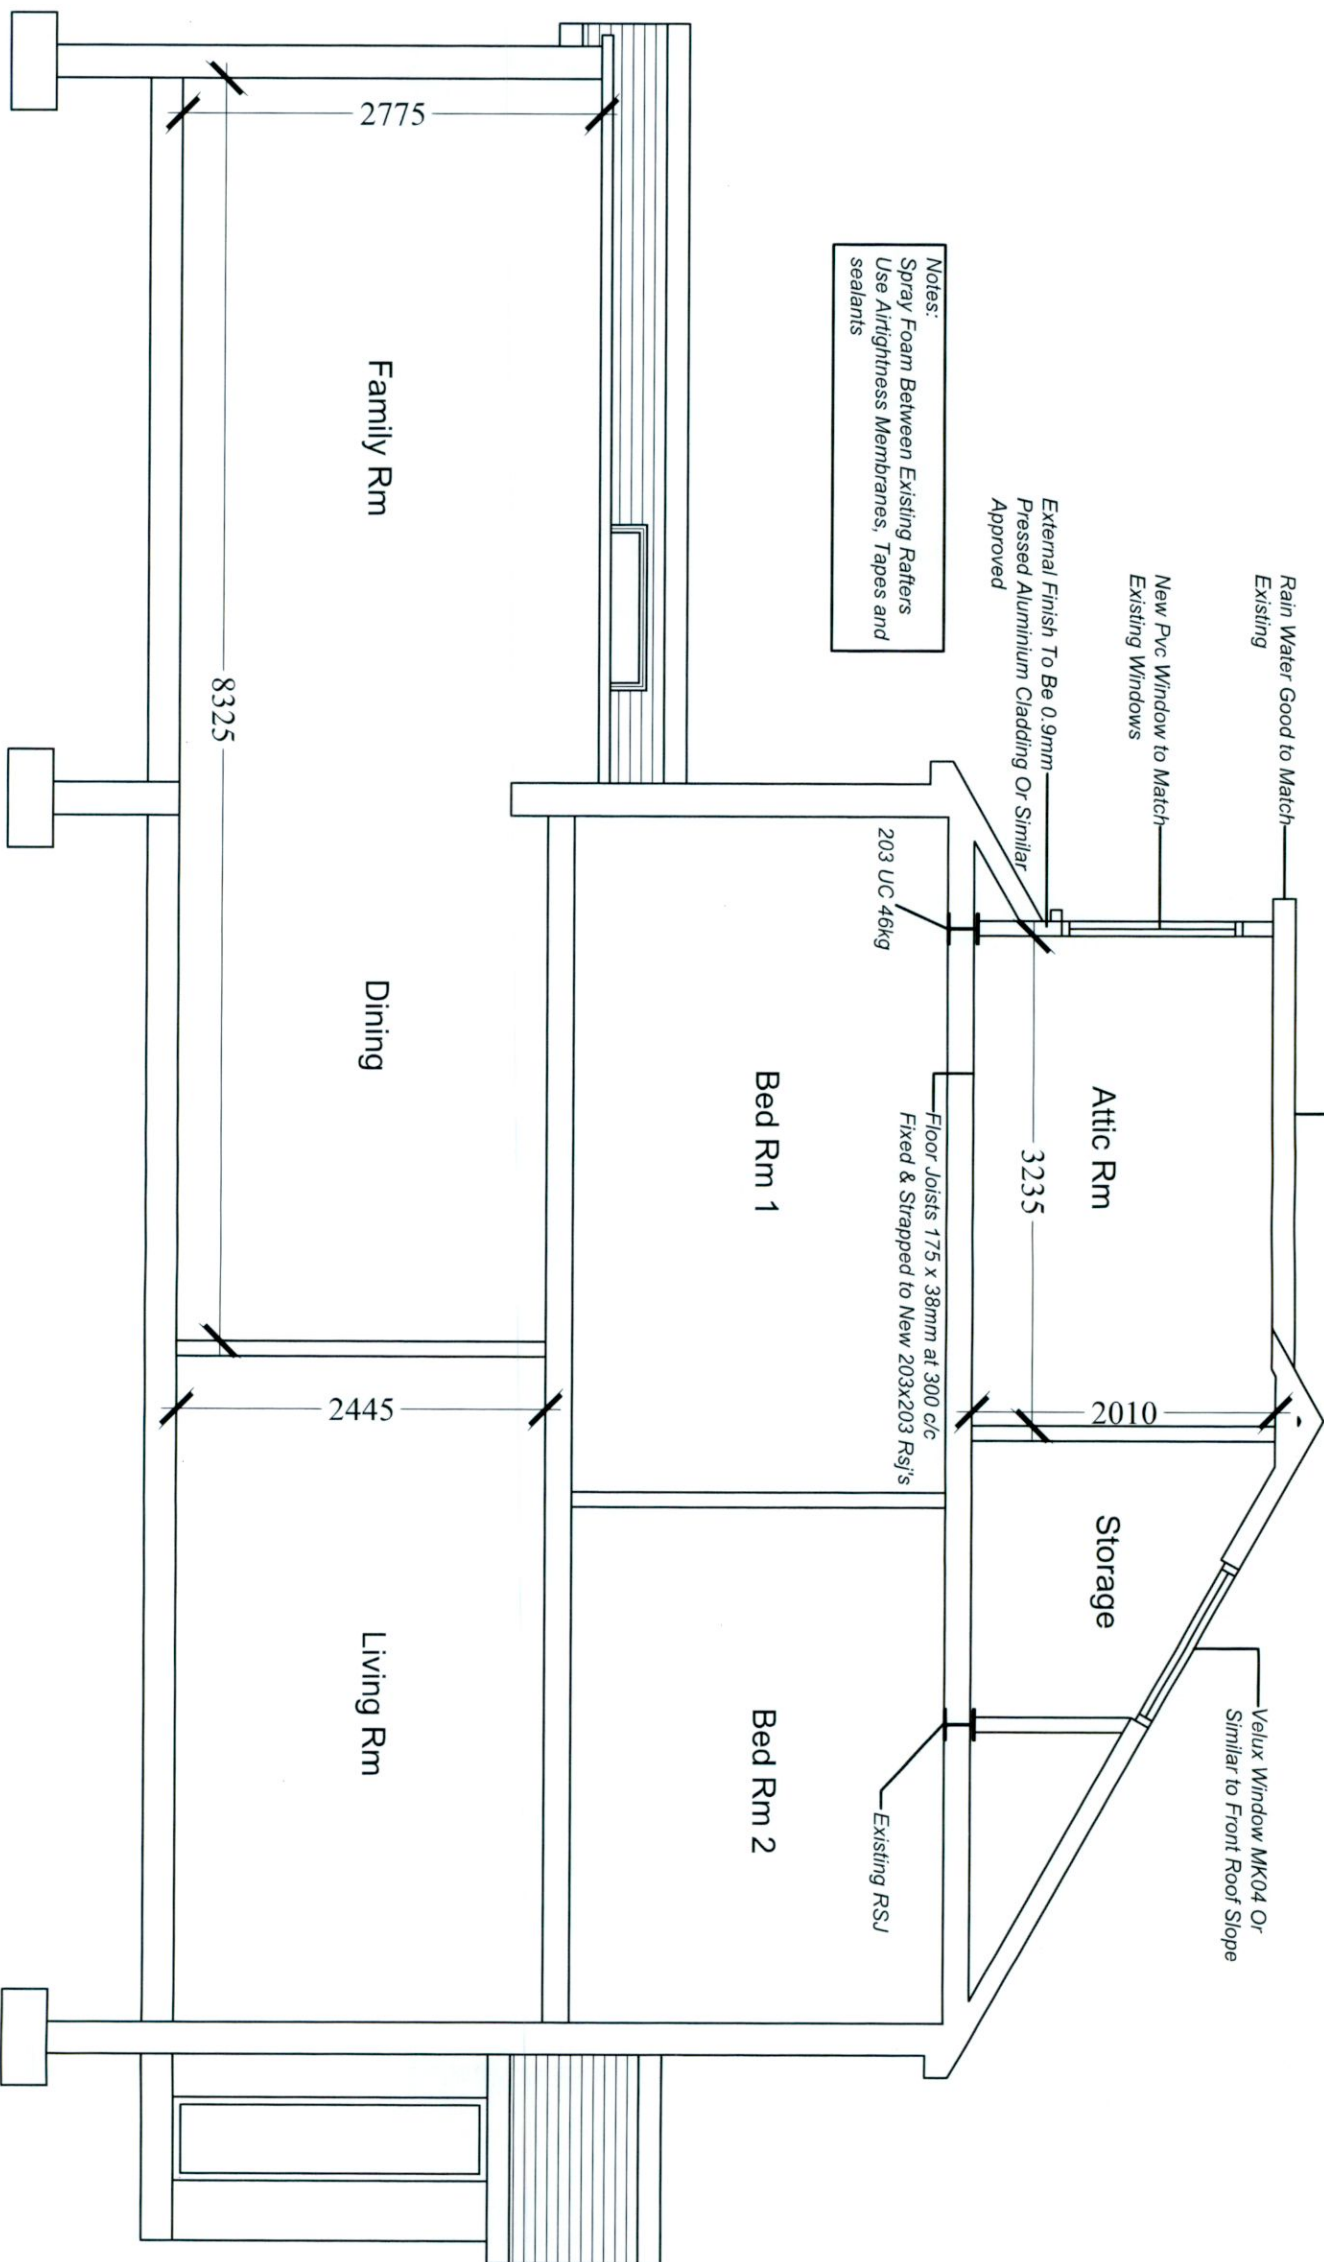 Rain Water Good to Match
Existing
New Pvc Window to Match
Existing Windows
External Finish To Be 0.9mm
Pressed Aluminium Cladding Or Similar
Approved
Velux Window MK04 Or
Similar to Front Roof Slope
Attic Rm
Storage
3235
2010
Notes:
Spray Foam Between Existing Rafters
Use Airtightness Membranes, Tapes and
sealants
203 UC 46kg
Floor Joists 175 x 38mm at 300 c/c
Fixed & Strapped to New 203x203 Rsj's
Existing RSJ
Bed Rm 1
Bed Rm 2
2775
Family Rm
Dining
Living Rm
2445
8325